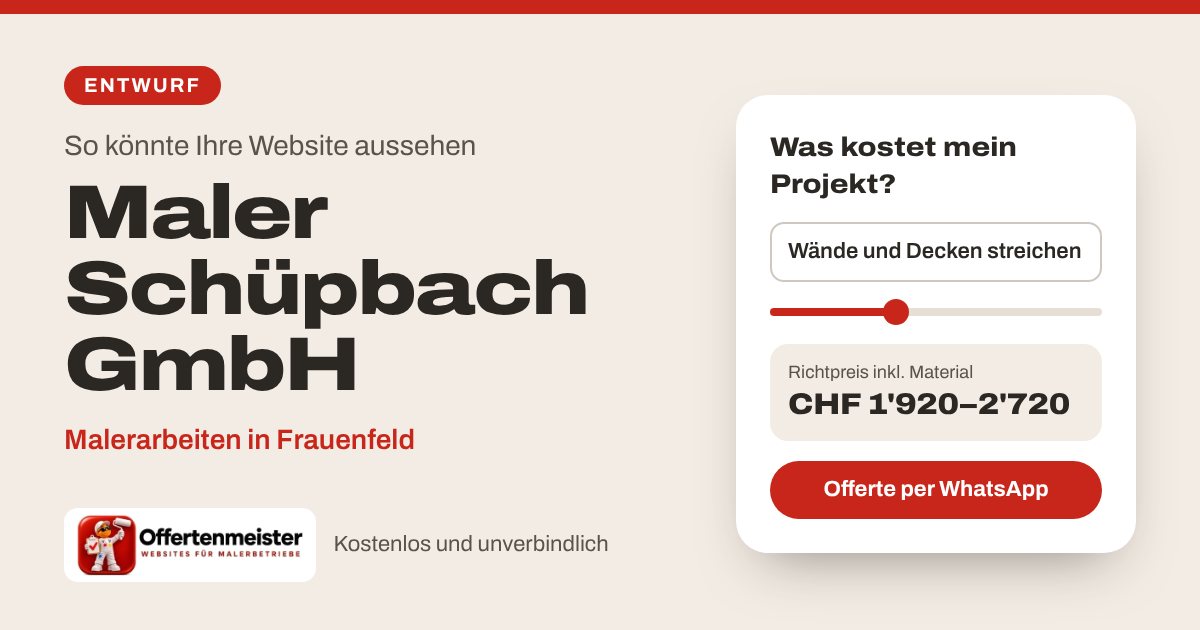 ENTWURF
So könnte Ihre Website aussehen
Maler
Schüpbach
GmbH
Malerarbeiten in Frauenfeld
Offertenmeister
WEBSITES FÜR MALERBETRIEBE
Kostenlos und unverbindlich
Was kostet mein
Projekt?
Wände und Decken streichen
Richtpreis inkl. Material
CHF 1'920–2'720
Offerte per WhatsApp